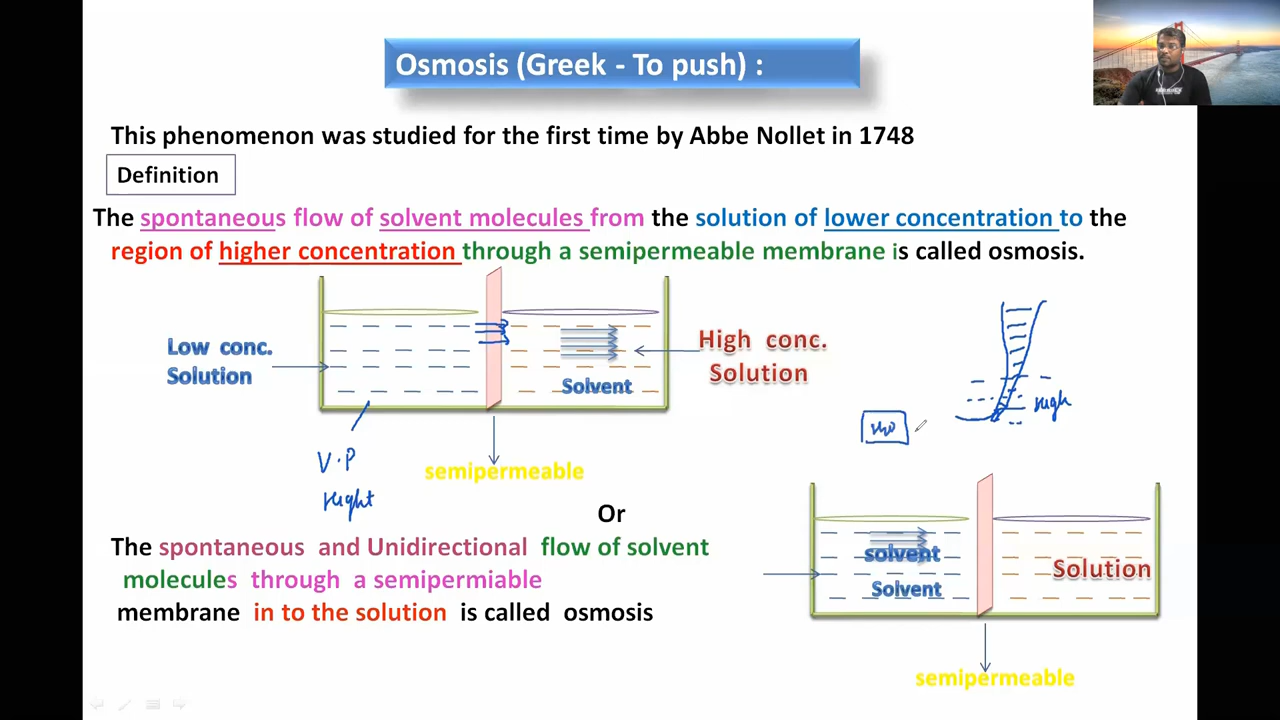 Osmosis (Greek - To push) :
This phenomenon was studied for the first time by Abbe Nollet in 1748
Definition
The spontaneous flow of solvent molecules from the solution of lower concentration to the
region of higher concentration through a semipermeable membrane is called osmosis.
Low conc.
Solution
High conc.
Solution
Solvent
High
V.P
semipermeable
Or
The spontaneous and Unidirectional flow of solvent
molecules through a semipermiable
membrane in to the solution is called osmosis
solvent
Solvent
Solution
semipermeable